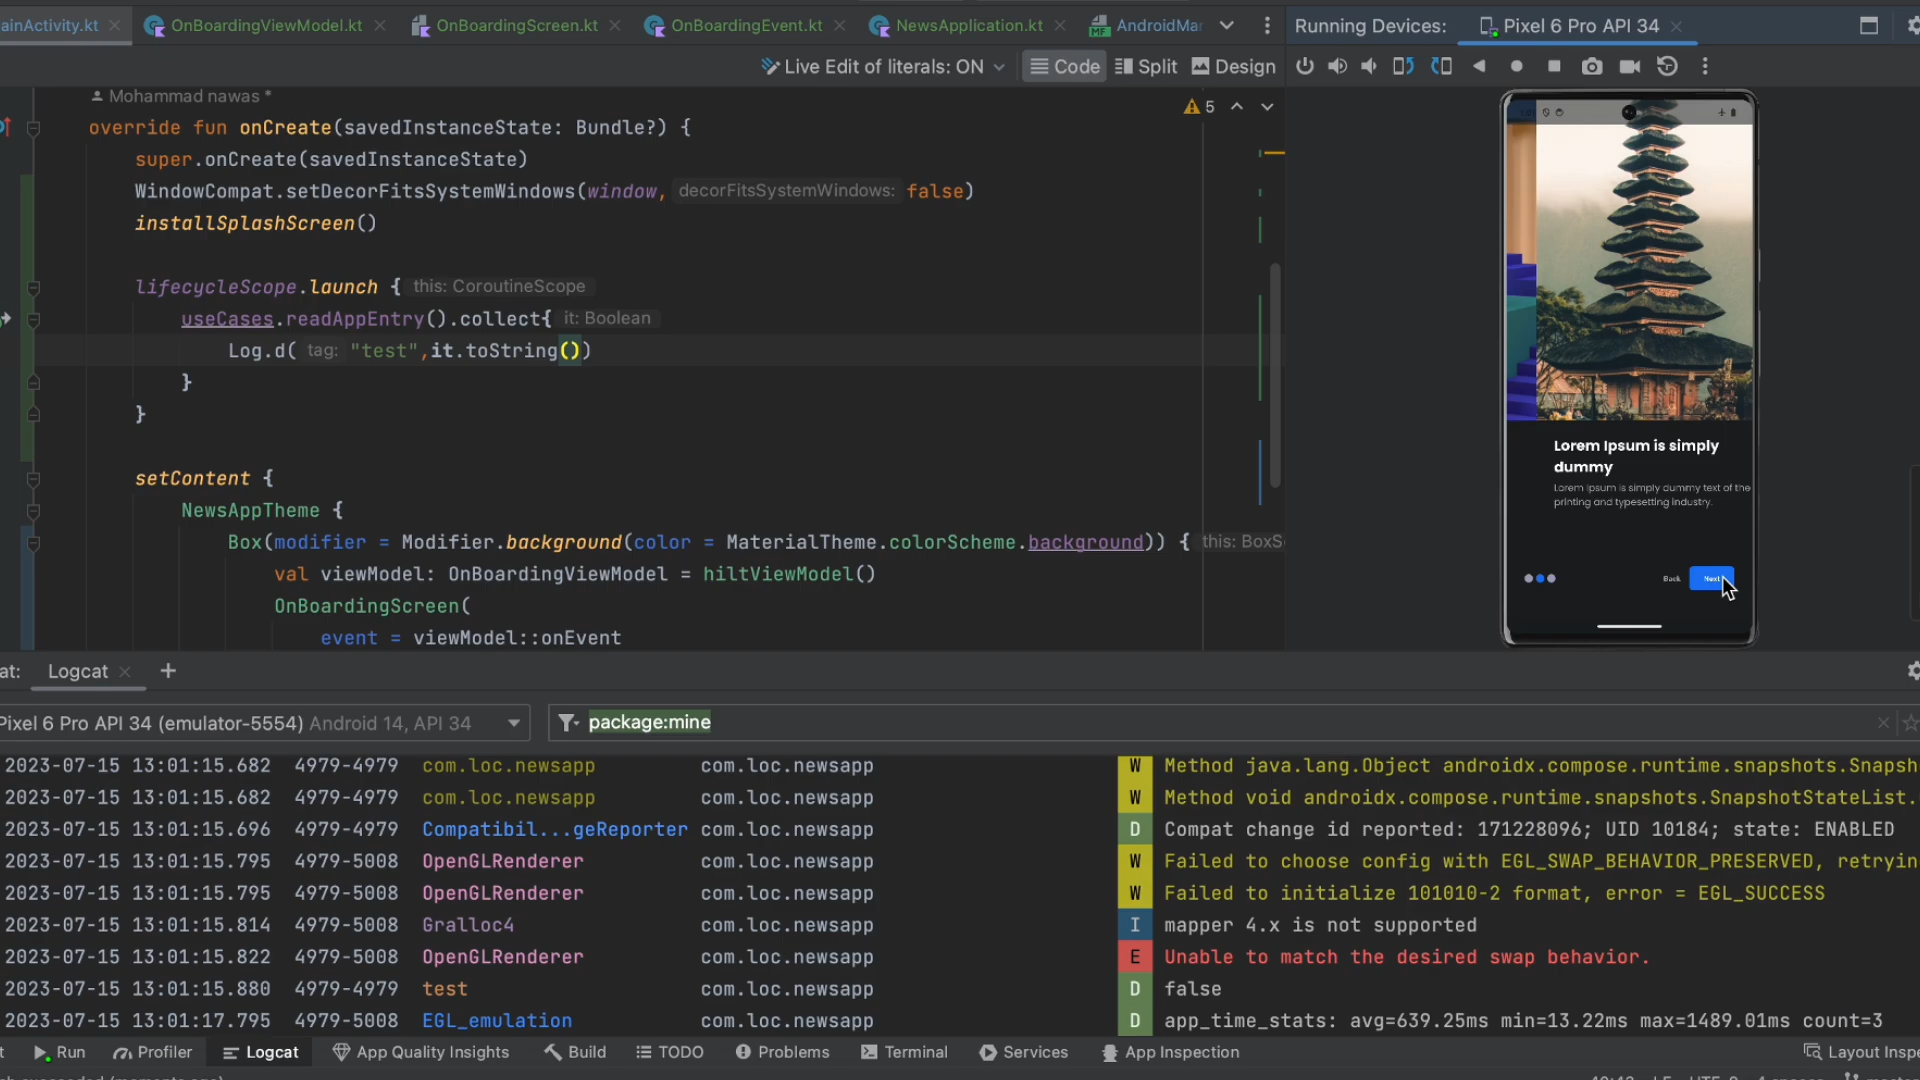 ainActivity.kt
OnBoardingViewModel.kt
OnBoardingScreen.kt
OnBoardingEvent.kt
NewsApplication.kt
AndroidMa
Running Devices:
Pixel 6 Pro API 34
Live Edit of literals: ON
Code
Split
Design
Mohammad nawas *
5
override fun onCreate(savedInstanceState: Bundle?) {
super.onCreate(savedInstanceState)
WindowCompat.setDecorFitsSystemWindows(window, decorFitsSystemWindows: false)
installSplashScreen()
lifecycleScope.launch { this: CoroutineScope
useCases.readAppEntry().collect{ it: Boolean
Log.d( tag: "test",it.toString())
}
}
setContent {
NewsAppTheme {
Box(modifier = Modifier.background(color = MaterialTheme.colorScheme.background)) { this: BoxS
val viewModel: OnBoardingViewModel = hiltViewModel()
OnBoardingScreen(
event = viewModel::onEvent
Lorem Ipsum is simply
dummy
Lorem Ipsum is simply dummy text of the
printing and typesetting industry.
Back
Next
at:
Logcat
Pixel 6 Pro API 34 (emulator-5554) Android 14, API 34
package:mine
2023-07-15 13:01:15.682 4979-4979 com.loc.newsapp com.loc.newsapp W Method java.lang.Object androidx.compose.runtime.snapshots.Snapsh
2023-07-15 13:01:15.682 4979-4979 com.loc.newsapp com.loc.newsapp W Method void androidx.compose.runtime.snapshots.SnapshotStateList.
2023-07-15 13:01:15.696 4979-4979 Compatibil...geReporter com.loc.newsapp D Compat change id reported: 171228096; UID 10184; state: ENABLED
2023-07-15 13:01:15.795 4979-5008 OpenGLRenderer com.loc.newsapp W Failed to choose config with EGL_SWAP_BEHAVIOR_PRESERVED, retryin
2023-07-15 13:01:15.795 4979-5008 OpenGLRenderer com.loc.newsapp W Failed to initialize 101010-2 format, error = EGL_SUCCESS
2023-07-15 13:01:15.814 4979-5008 Gralloc4 com.loc.newsapp I mapper 4.x is not supported
2023-07-15 13:01:15.822 4979-5008 OpenGLRenderer com.loc.newsapp E Unable to match the desired swap behavior.
2023-07-15 13:01:15.880 4979-4979 test com.loc.newsapp D false
2023-07-15 13:01:17.795 4979-5008 EGL_emulation com.loc.newsapp D app_time_stats: avg=639.25ms min=13.22ms max=1489.01ms count=3
t
Run
Profiler
Logcat
App Quality Insights
Build
TODO
Problems
Terminal
Services
App Inspection
Layout Inspe